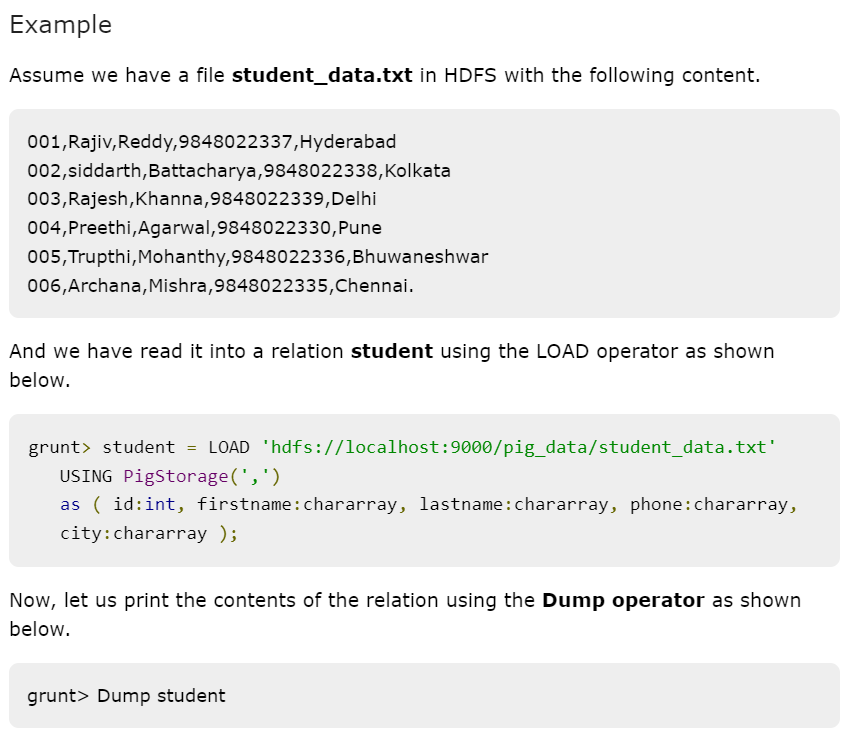 Example
Assume we have a file student_data.txt in HDFS with the following content.
001,Rajiv,Reddy,9848022337,Hyderabad
002,siddarth,Battacharya,9848022338,Kolkata
003,Rajesh,Khanna,9848022339,Delhi
004,Preethi,Agarwal,9848022330,Pune
005,Trupthi,Mohanthy,9848022336,Bhuwaneshwar
006,Archana,Mishra,9848022335,Chennai.
And we have read it into a relation student using the LOAD operator as shown
below.
grunt> student = LOAD 'hdfs://localhost:9000/pig_data/student_data.txt'
   USING PigStorage(',')
   as ( id:int, firstname:chararray, lastname:chararray, phone:chararray,
   city:chararray );
Now, let us print the contents of the relation using the Dump operator as shown
below.
grunt> Dump student